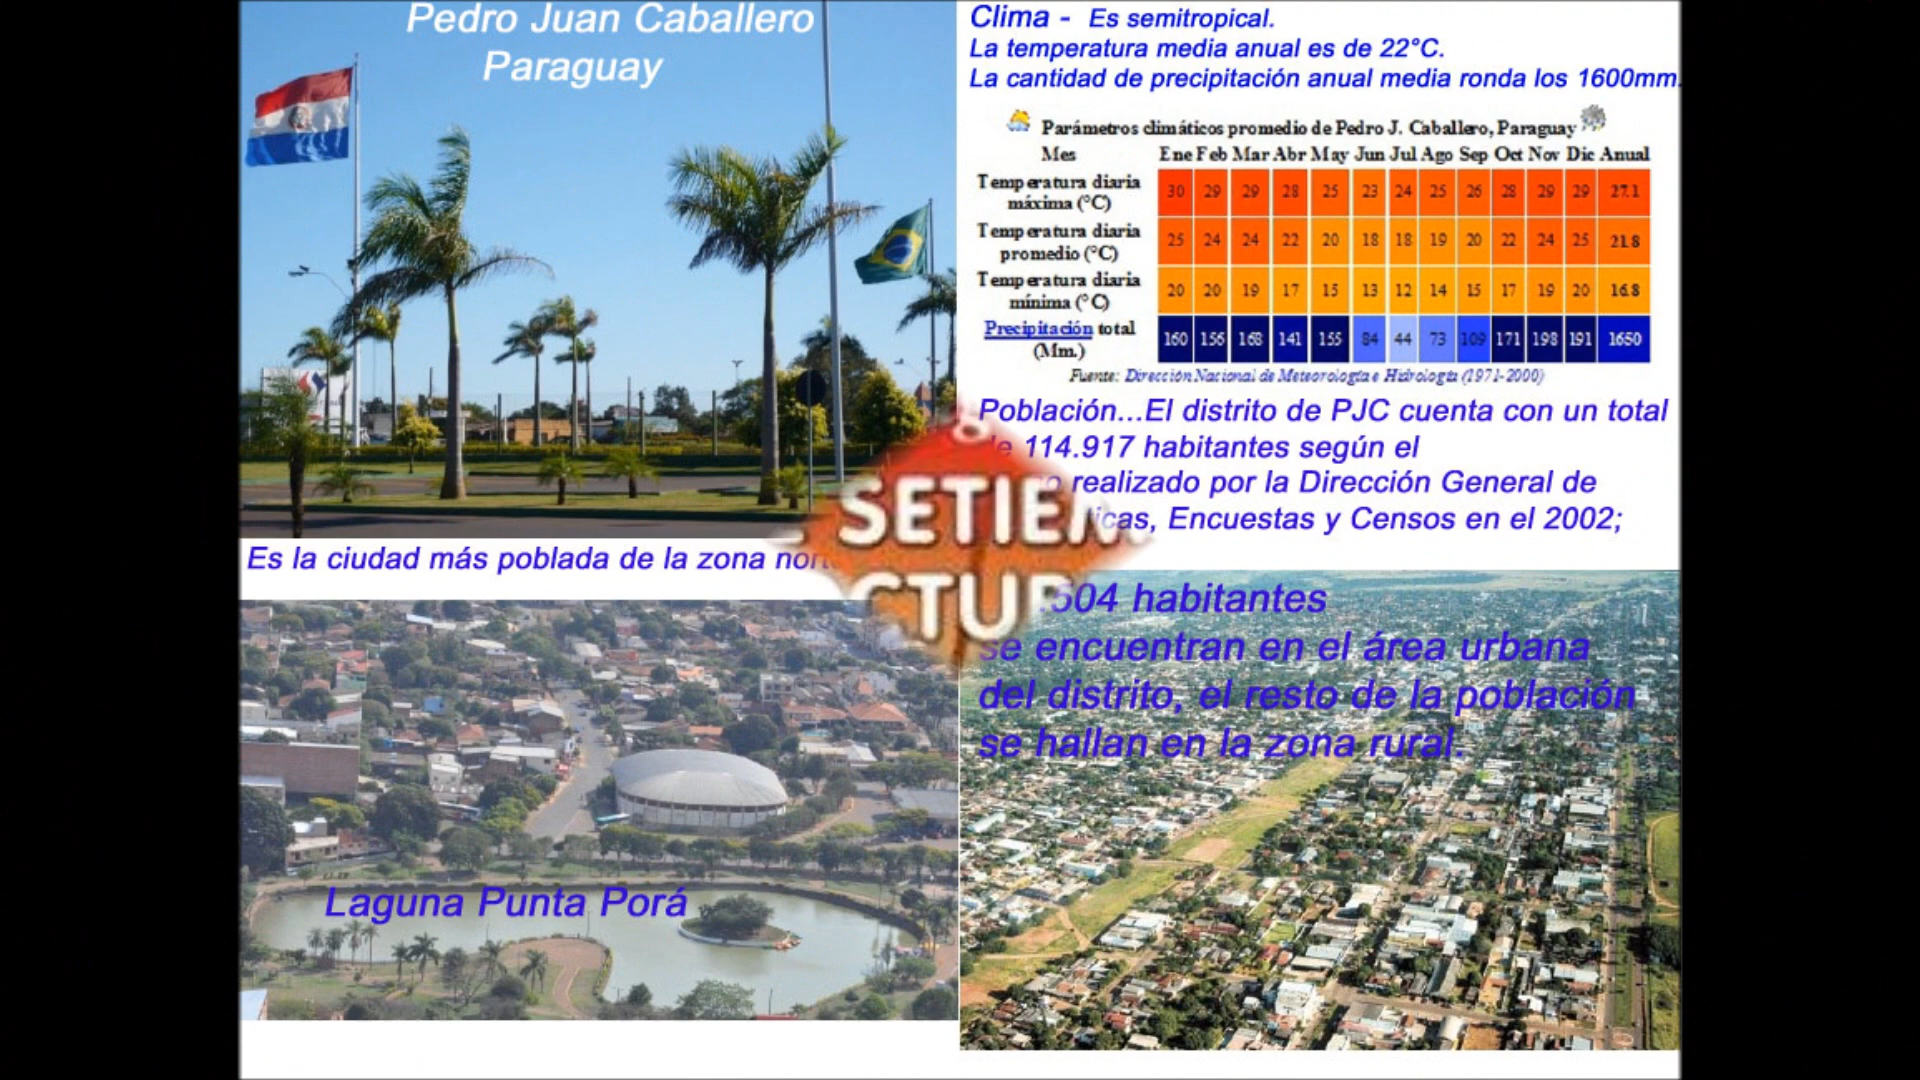 Pedro Juan Caballero
Paraguay
Clima - Es semitropical.
La temperatura media anual es de 22°C.
La cantidad de precipitación anual media ronda los 1600mm.
Parámetros climáticos promedio de Pedro J. Caballero, Paraguay
Mes Ene Feb Mar Abr May Jun Jul Ago Sep Oct Nov Dic Anual
Temperatura diaria
máxima (°C) 30 29 29 28 25 23 24 25 26 28 29 29 27.1
Temperatura diaria
promedio (°C) 25 24 24 22 20 18 18 19 20 22 24 25 21.8
Temperatura diaria
mínima (°C) 20 20 19 17 15 13 12 14 15 17 19 20 16.8
Precipitación total
(Mm.) 160 156 168 141 155 84 44 73 109 171 198 191 1650
Fuente: Dirección Nacional de Meteorología e Hidrología (1971-2000)
Población...El distrito de PJC cuenta con un total
114.917 habitantes según el
realizado por la Dirección General de
icas, Encuestas y Censos en el 2002;
8
SETIEM
CTUB
Es la ciudad más poblada de la zona
.504 habitantes
se encuentran en el área urbana
del distrito, el resto de la población
se hallan en la zona rural.
Laguna Punta Porá